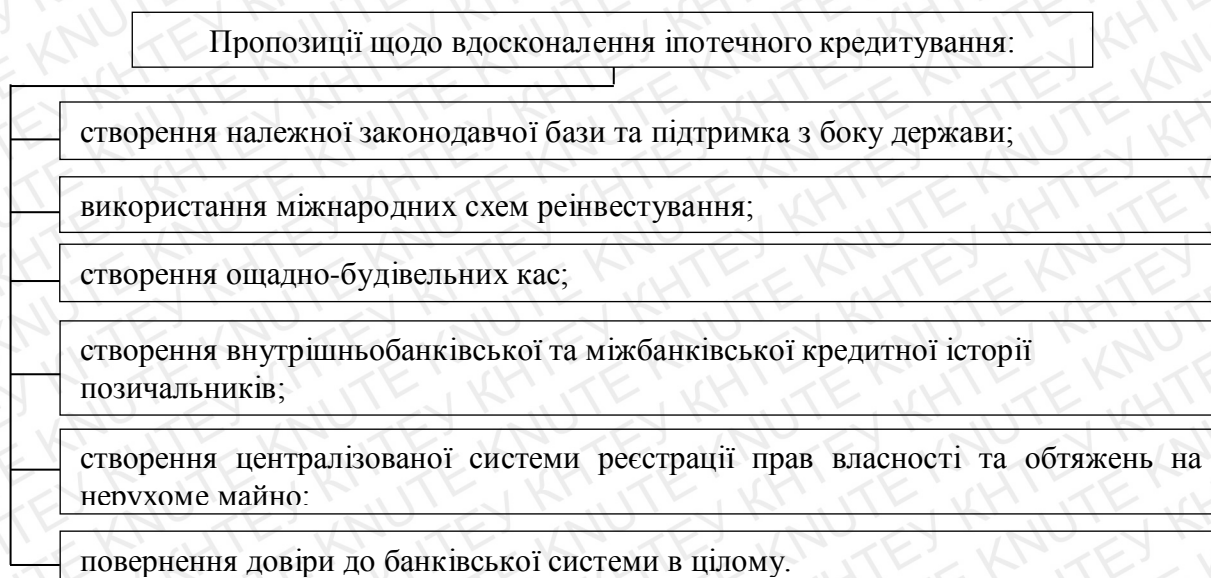 Пропозиції щодо вдосконалення іпотечного кредитування:
створення належної законодавчої бази та підтримка з боку держави;
використання міжнародних схем реінвестування;
створення ощадно-будівельних кас;
створення внутрішньобанківської та міжбанківської кредитної історії
позичальників;
створення централізованої системи реєстрації прав власності та обтяжень на
нерухоме майно;
повернення довіри до банківської системи в цілому.